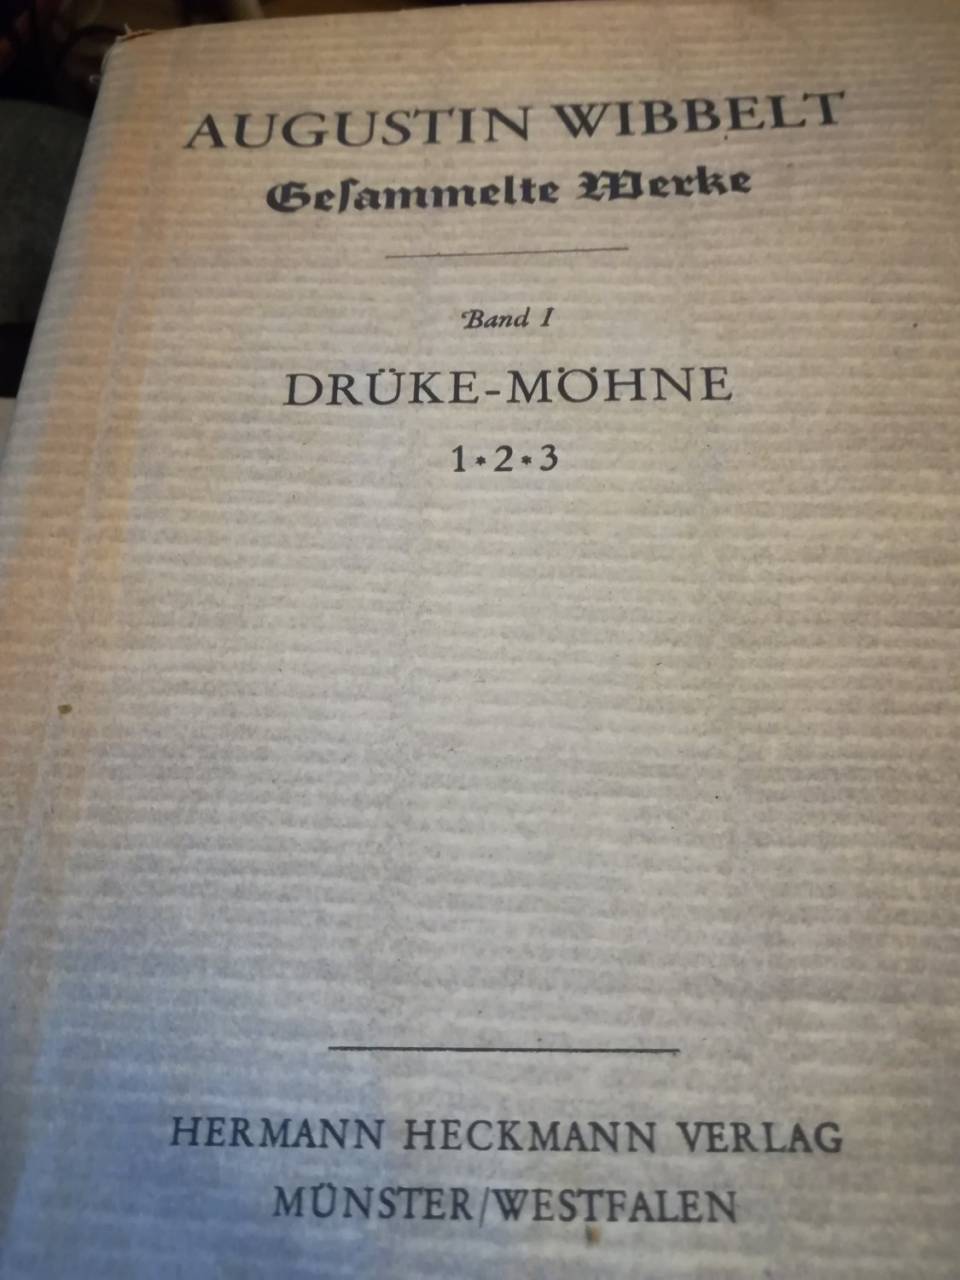 AUGUSTIN WIBBELT
Geſammelte Werke
Band I
DRÜKE-MÖHNE
1*2*3
HERMANN HECKMANN VERLAG
MÜNSTER/WESTFALEN